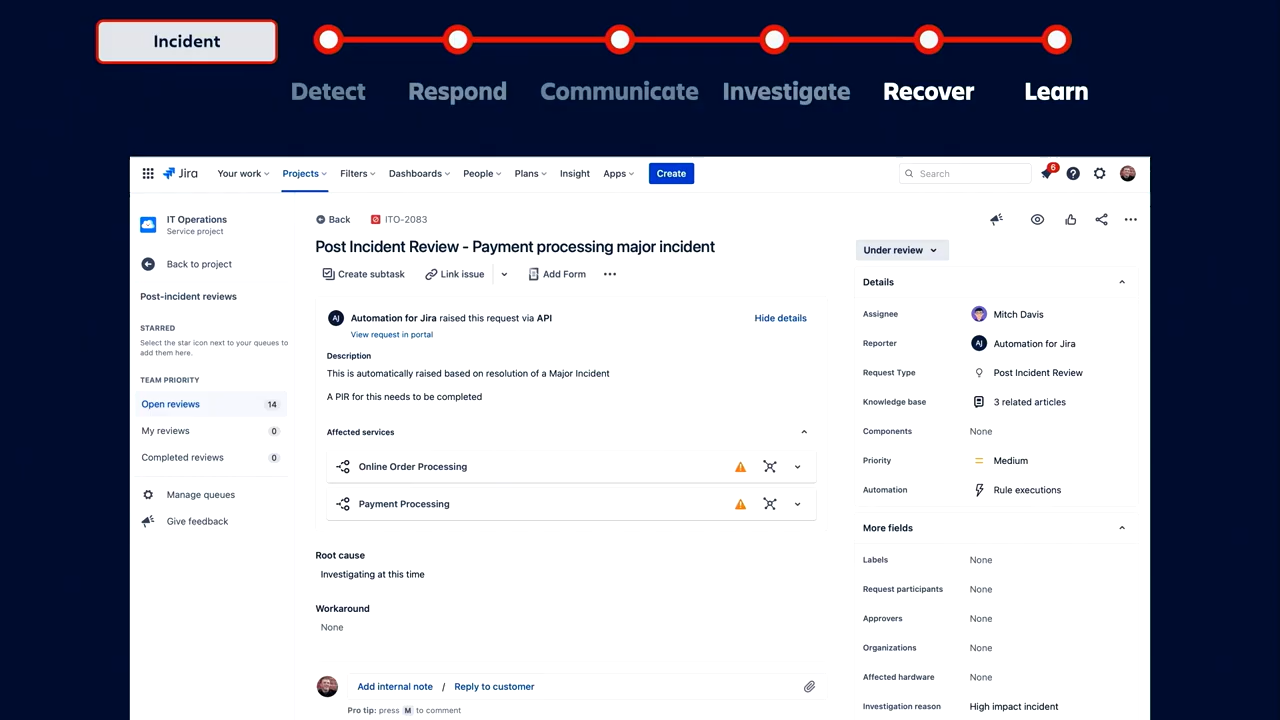 Incident
Detect Respond Communicate Investigate Recover Learn
Jira Your work Projects Filters Dashboards People Plans Insight Apps Create Search 6
IT Operations
Service project
Back to project
Post-incident reviews
STARRED
Select the star icon next to your queues to
add them here.
TEAM PRIORITY
Open reviews 14
My reviews 0
Completed reviews 0
Manage queues
Give feedback
Back ITO-2083
Post Incident Review - Payment processing major incident
Create subtask Link issue Add Form
AJ Automation for Jira raised this request via API Hide details
View request in portal
Description
This is automatically raised based on resolution of a Major Incident
A PIR for this needs to be completed
Affected services
Online Order Processing
Payment Processing
Root cause
Investigating at this time
Workaround
None
Add internal note / Reply to customer
Pro tip: press M to comment
Under review
Details
Assignee Mitch Davis
Reporter AJ Automation for Jira
Request Type Post Incident Review
Knowledge base 3 related articles
Components None
Priority Medium
Automation Rule executions
More fields
Labels None
Request participants None
Approvers None
Organizations None
Affected hardware None
Investigation reason High impact incident